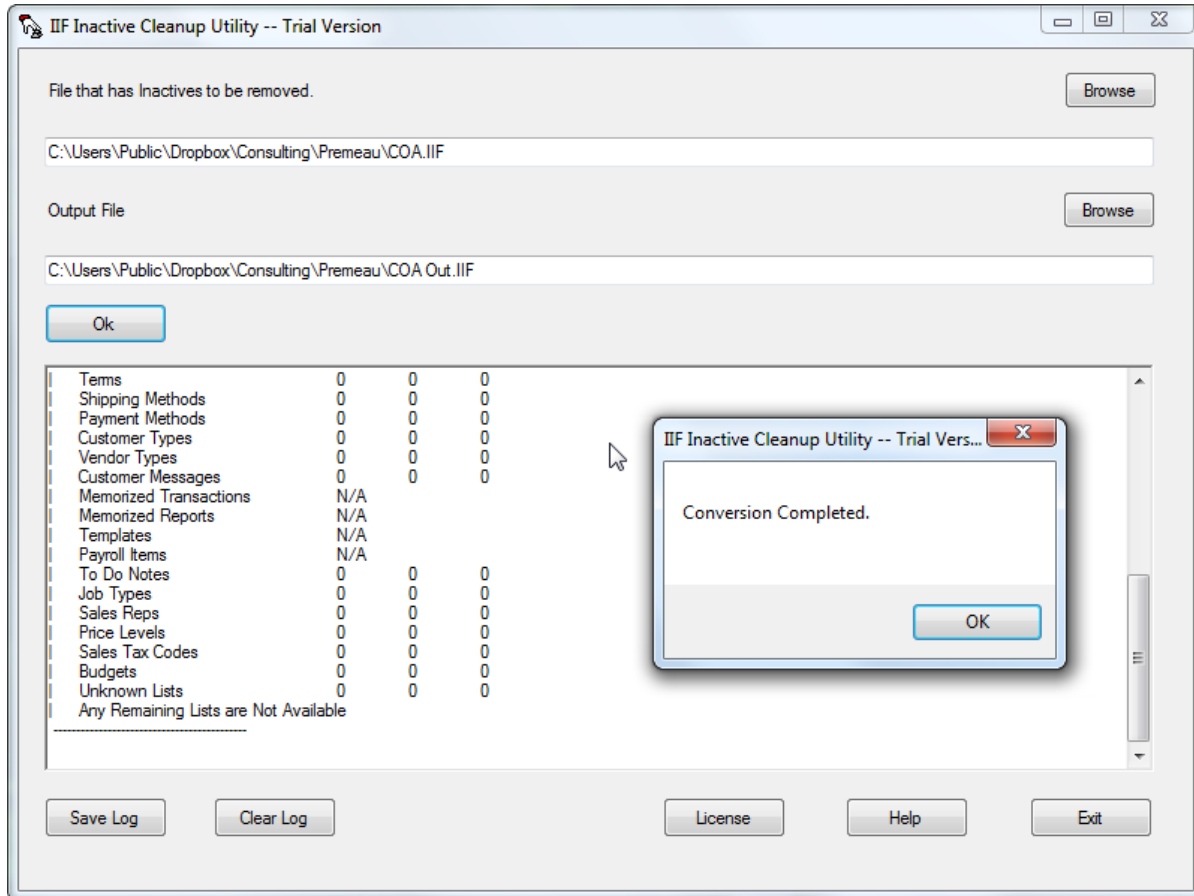 IIF Inactive Cleanup Utility -- Trial Version
File that has Inactives to be removed.
Browse
C:\Users\Public\Dropbox\Consulting\Premeau\COA.IIF
Output File
Browse
C:\Users\Public\Dropbox\Consulting\Premeau\COA Out.IIF
Ok
| Terms 0 0 0
| Shipping Methods 0 0 0
| Payment Methods 0 0 0
| Customer Types 0 0 0
| Vendor Types 0 0 0
| Customer Messages 0 0 0
| Memorized Transactions N/A
| Memorized Reports N/A
| Templates N/A
| Payroll Items N/A
| To Do Notes 0 0 0
| Job Types 0 0 0
| Sales Reps 0 0 0
| Price Levels 0 0 0
| Sales Tax Codes 0 0 0
| Budgets 0 0 0
| Unknown Lists 0 0 0
| Any Remaining Lists are Not Available
-------------------------------------------
IIF Inactive Cleanup Utility -- Trial Vers...
Conversion Completed.
OK
Save Log
Clear Log
License
Help
Exit